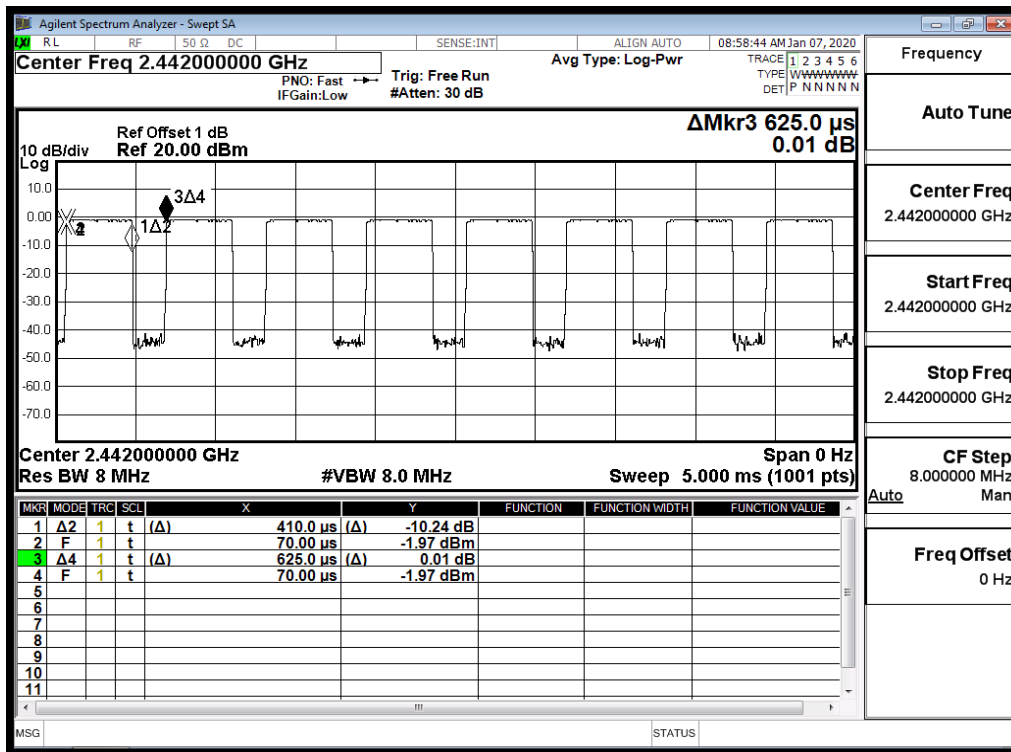 Agilent Spectrum Analyzer - Swept SA
LXI RL RF 50 Ω DC SENSE:INT ALIGN AUTO 08:58:44 AM Jan 07, 2020
Center Freq 2.442000000 GHz
PNO: Fast
IFGain:Low
Trig: Free Run
#Atten: 30 dB
Avg Type: Log-Pwr
TRACE 1 2 3 4 5 6
TYPE WWWWWW
DET P N N N N N
ΔMkr3 625.0 μs
0.01 dB
Ref Offset 1 dB
10 dB/div Ref 20.00 dBm
Log
10.0
0.00
-10.0
-20.0
-30.0
-40.0
-50.0
-60.0
-70.0
3Δ4
1Δ2
Center 2.442000000 GHz Span 0 Hz
Res BW 8 MHz #VBW 8.0 MHz Sweep 5.000 ms (1001 pts)
MKR MODE TRC SCL X Y FUNCTION FUNCTION WIDTH FUNCTION VALUE
1 Δ2 1 t (Δ) 410.0 μs (Δ) -10.24 dB
2 F 1 t 70.00 μs -1.97 dBm
3 Δ4 1 t (Δ) 625.0 μs (Δ) 0.01 dB
4 F 1 t 70.00 μs -1.97 dBm
5
6
7
8
9
10
11
MSG STATUS
Frequency
Auto Tune
Center Freq
2.442000000 GHz
Start Freq
2.442000000 GHz
Stop Freq
2.442000000 GHz
CF Step
8.000000 MHz
Auto Man
Freq Offset
0 Hz